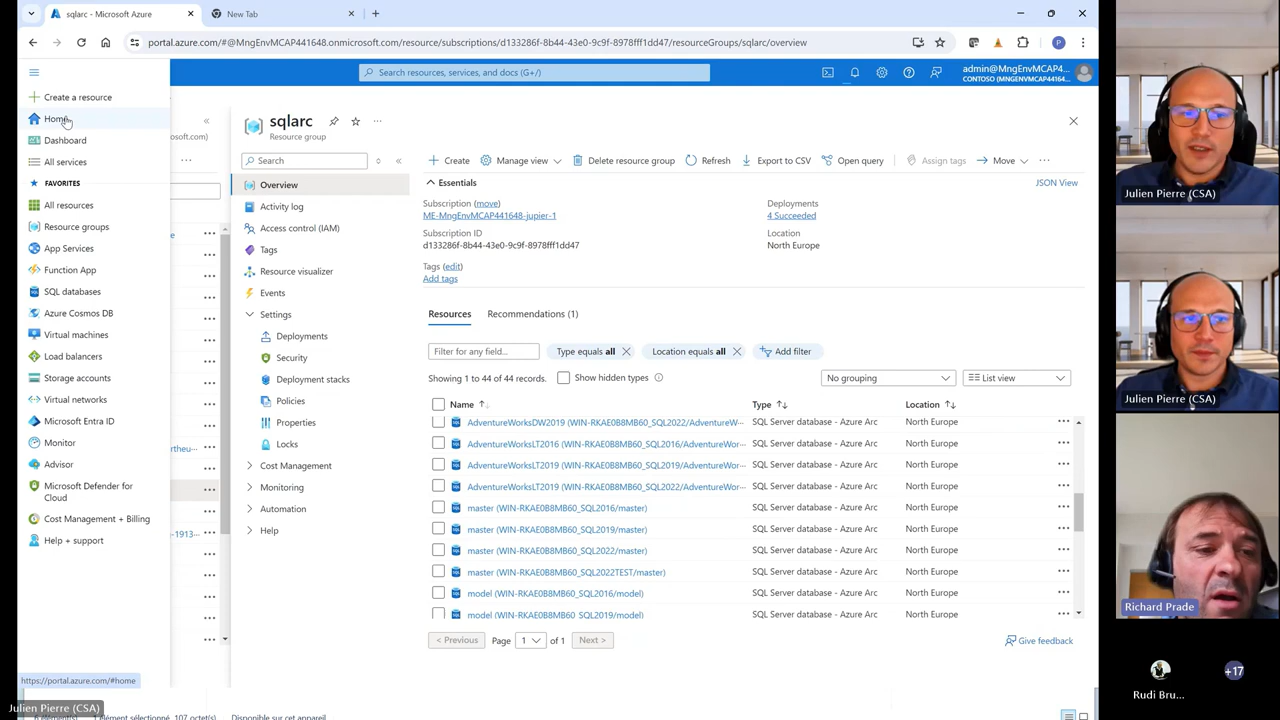 sqlarc - Microsoft Azure
New Tab
portal.azure.com/#@MngEnvMCAP441648.onmicrosoft.com/resource/subscriptions/d133286f-8b44-43e0-9c9f-8978fff1dd47/resourceGroups/sqlarc/overview
Search resources, services, and docs (G+/)
admin@MngEnvMCAP4...
CONTOSO (MNGENVMCAP441648...
Create a resource
Home
Dashboard
All services
FAVORITES
All resources
Resource groups
App Services
Function App
SQL databases
Azure Cosmos DB
Virtual machines
Load balancers
Storage accounts
Virtual networks
Microsoft Entra ID
Monitor
Advisor
Microsoft Defender for
Cloud
Cost Management + Billing
Help + support
https://portal.azure.com/#home
osoft.com)
-1913-...
sqlarc
Resource group
Search
Overview
Activity log
Access control (IAM)
Tags
Resource visualizer
Events
Settings
Deployments
Security
Deployment stacks
Policies
Properties
Locks
Cost Management
Monitoring
Automation
Help
Create
Manage view
Delete resource group
Refresh
Export to CSV
Open query
Assign tags
Move
Essentials
JSON View
Subscription (move)
ME-MngEnvMCAP441648-jupier-1
Subscription ID
d133286f-8b44-43e0-9c9f-8978fff1dd47
Tags (edit)
Add tags
Deployments
4 Succeeded
Location
North Europe
Resources
Recommendations (1)
Filter for any field...
Type equals all
Location equals all
Add filter
Showing 1 to 44 of 44 records.
Show hidden types
No grouping
List view
Name
Type
Location
AdventureWorksDW2019 (WIN-RKAE0B8MB60_SQL2022/AdventureW... SQL Server database - Azure Arc North Europe
AdventureWorksLT2016 (WIN-RKAE0B8MB60_SQL2016/AdventureWor... SQL Server database - Azure Arc North Europe
AdventureWorksLT2019 (WIN-RKAE0B8MB60_SQL2019/AdventureWor... SQL Server database - Azure Arc North Europe
AdventureWorksLT2019 (WIN-RKAE0B8MB60_SQL2022/AdventureWor... SQL Server database - Azure Arc North Europe
master (WIN-RKAE0B8MB60_SQL2016/master) SQL Server database - Azure Arc North Europe
master (WIN-RKAE0B8MB60_SQL2019/master) SQL Server database - Azure Arc North Europe
master (WIN-RKAE0B8MB60_SQL2022/master) SQL Server database - Azure Arc North Europe
master (WIN-RKAE0B8MB60_SQL2022TEST/master) SQL Server database - Azure Arc North Europe
model (WIN-RKAE0B8MB60_SQL2016/model) SQL Server database - Azure Arc North Europe
model (WIN-RKAE0B8MB60_SQL2019/model) SQL Server database - Azure Arc North Europe
< Previous
Page
1
of 1
Next >
Give feedback
Julien Pierre (CSA)
Disponible sur cet appareil
Julien Pierre (CSA)
Julien Pierre (CSA)
Richard Prade
Rudi Bru...
+17